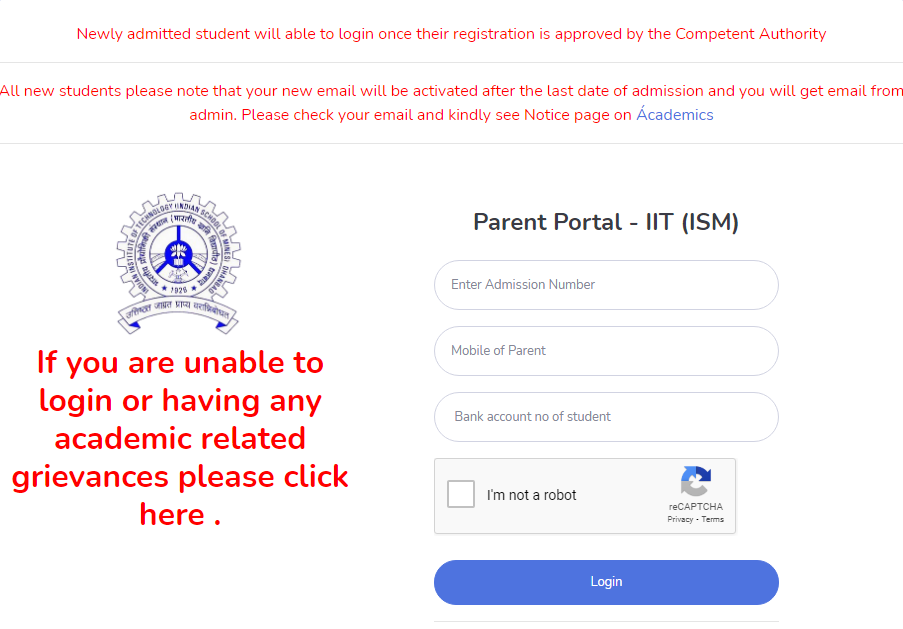 Newly admitted student will able to login once their registration is approved by the Competent Authority
All new students please note that your new email will be activated after the last date of admission and you will get email from
admin. Please check your email and kindly see Notice page on Ácademics
INDIAN INSTITUTE OF TECHNOLOGY (INDIAN SCHOOL OF MINES) DHANBAD
1926
If you are unable to
login or having any
academic related
grievances please click
here .
Parent Portal - IIT (ISM)
Enter Admission Number
Mobile of Parent
Bank account no of student
I'm not a robot
reCAPTCHA
Privacy - Terms
Login